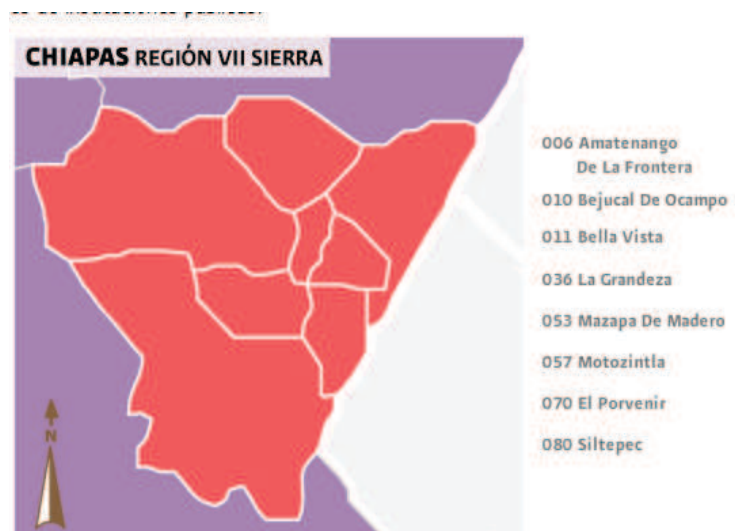 CHIAPAS REGIÓN VII SIERRA
006 Amatenango
De La Frontera
010 Bejucal De Ocampo
011 Bella Vista
036 La Grandeza
053 Mazapa De Madero
057 Motozintla
070 El Porvenir
080 Siltepec
N